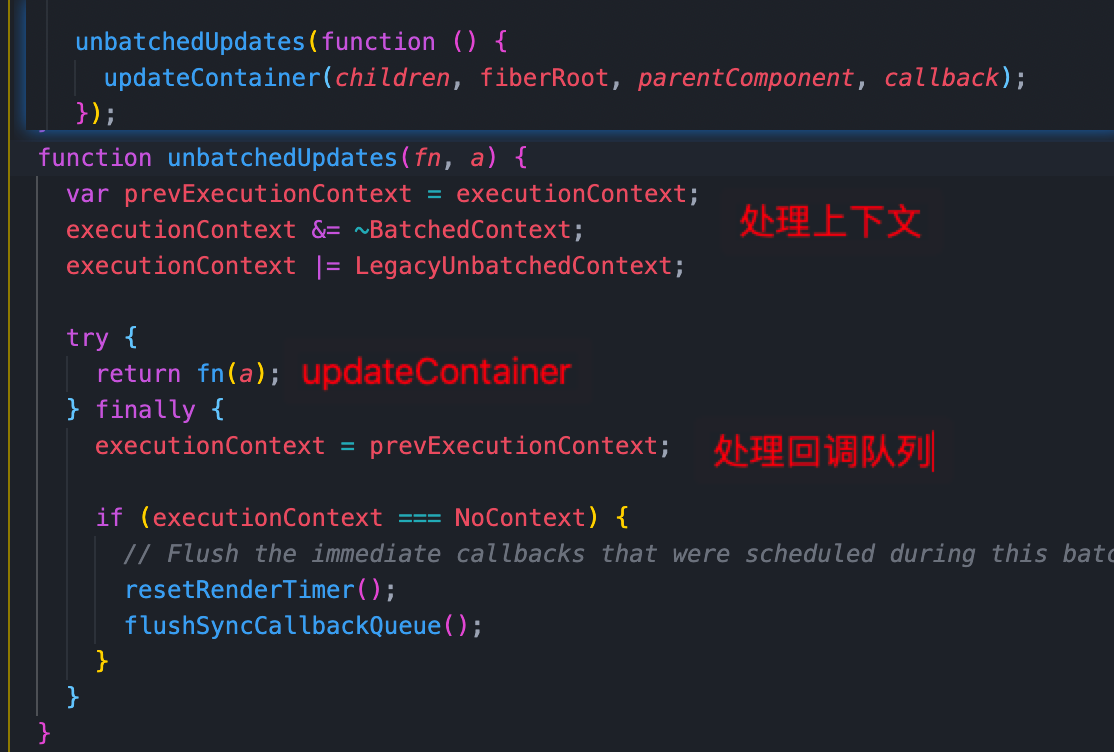 unbatchedUpdates(function () {
updateContainer(children, fiberRoot, parentComponent, callback);
});
function unbatchedUpdates(fn, a) {
var prevExecutionContext = executionContext;
处理上下文
executionContext &= ~BatchedContext;
executionContext |= LegacyUnbatchedContext;
try {
return fn(a); updateContainer
} finally {
executionContext = prevExecutionContext; 处理回调队列
if (executionContext === NoContext) {
// Flush the immediate callbacks that were scheduled during this batc
resetRenderTimer();
flushSyncCallbackQueue();
}
}
}